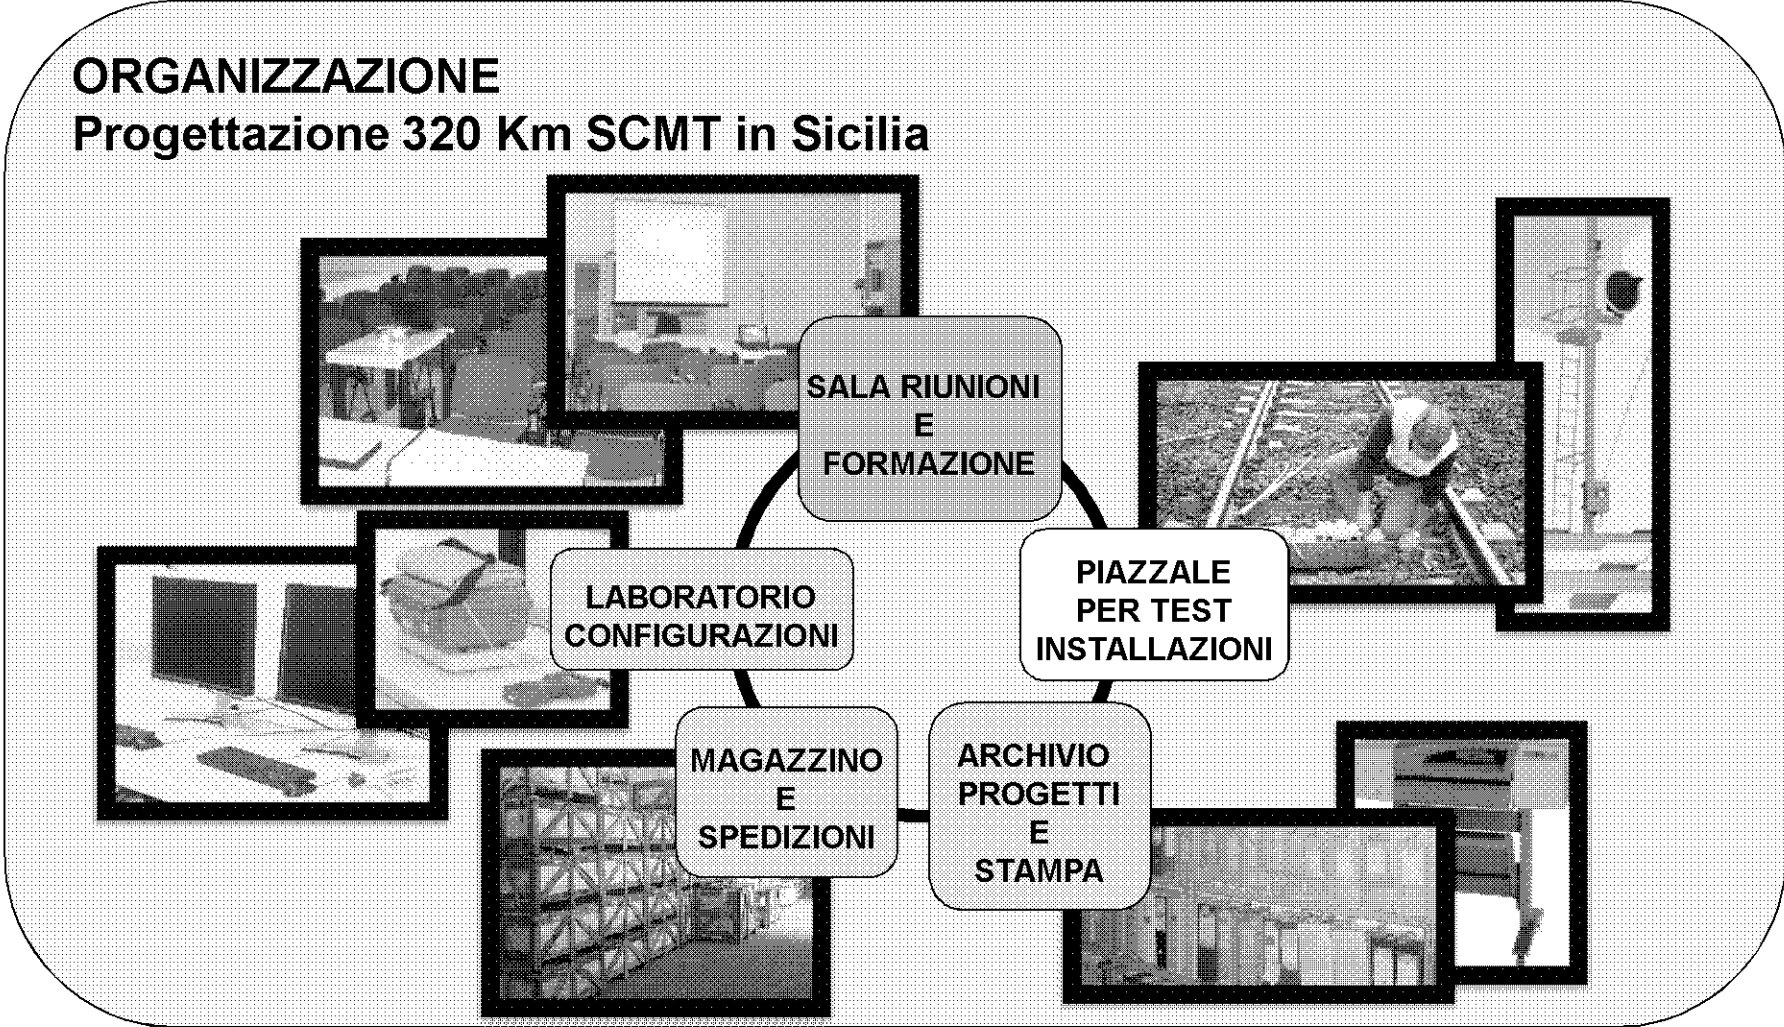 ORGANIZZAZIONE
Progettazione 320 Km SCMT in Sicilia
SALA RIUNIONI
E
FORMAZIONE
PIAZZALE
PER TEST
INSTALLAZIONI
LABORATORIO
CONFIGURAZIONI
MAGAZZINO
E
SPEDIZIONI
ARCHIVIO
PROGETTI
E
STAMPA